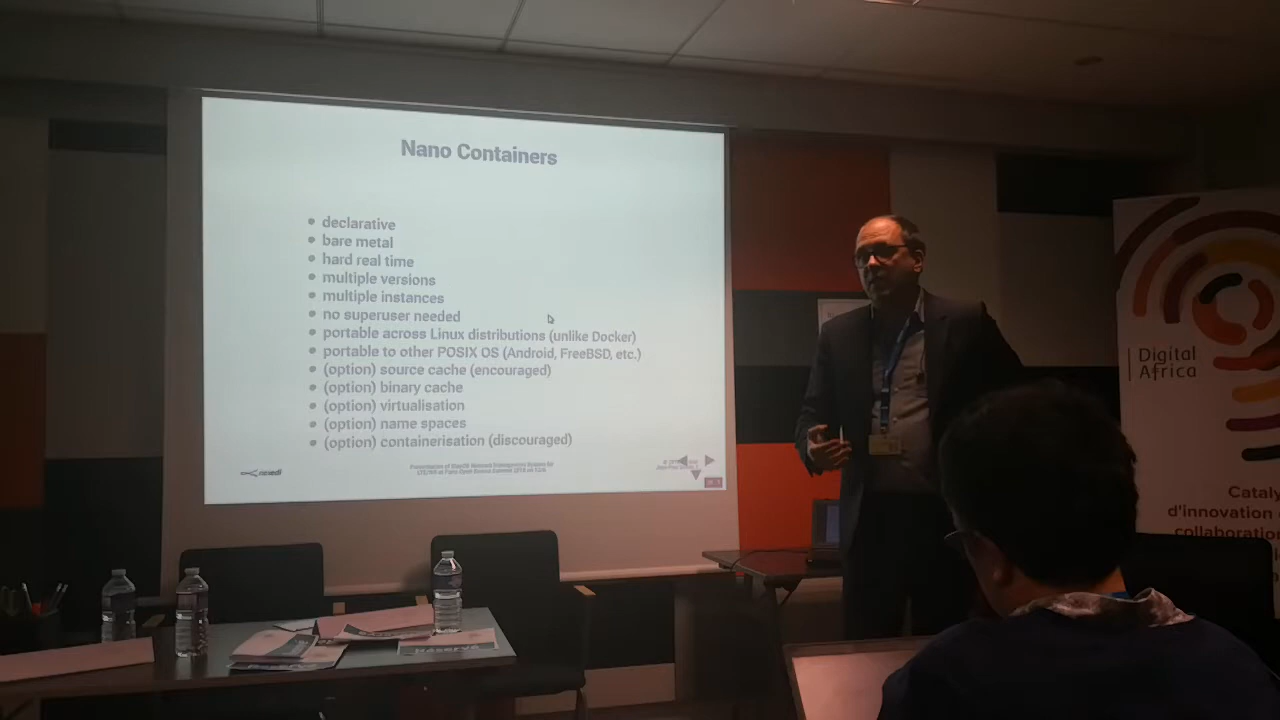 Nano Containers
declarative
bare metal
hard real time
multiple versions
multiple instances
no superuser needed
portable across Linux distributions (unlike Docker)
portable to other POSIX OS (Android, FreeBSD, etc.)
(option) source cache (encouraged)
(option) binary cache
(option) virtualisation
(option) name spaces
(option) containerisation (discouraged)
Digital
Africa
Cataly
d'innovation
collaboration